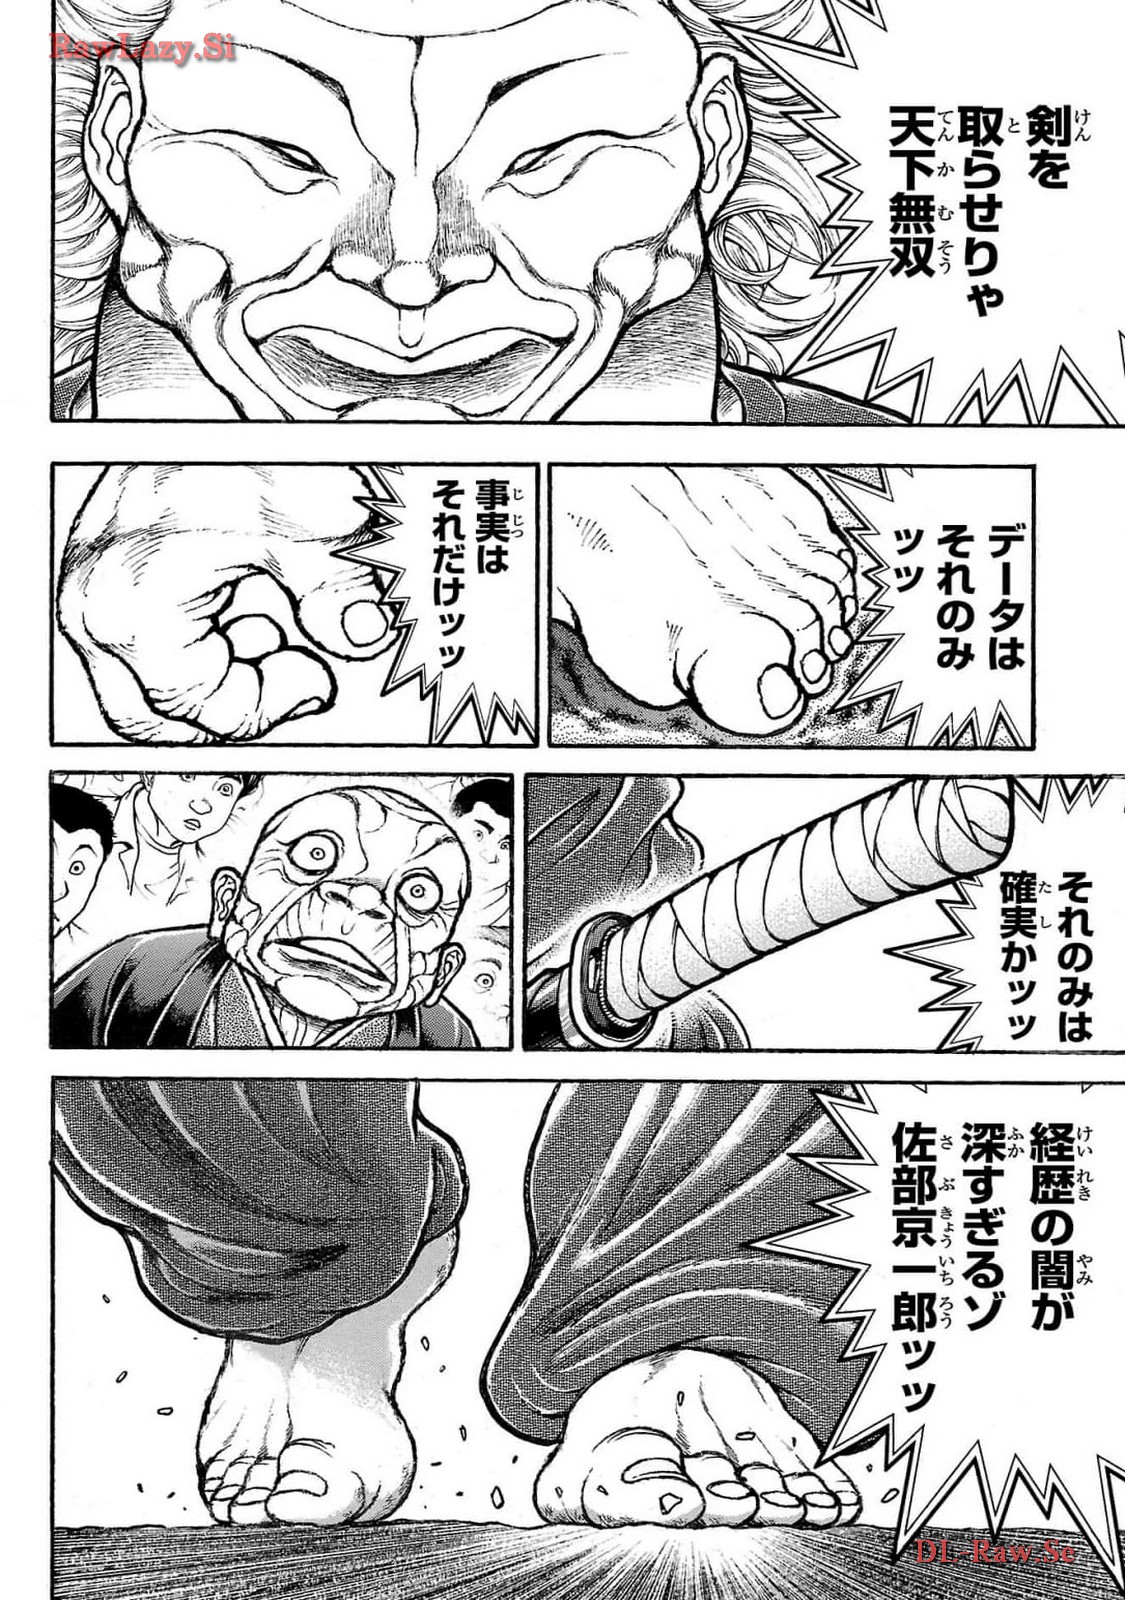 RawLazy.Si
剣を
取らせりゃ
天下無双
データは
それのみ
ッッ
事実は
それだけッッ
それのみは
確実かッッ
経歴の闇が
深すぎるゾ
佐部京一郎ッッ
DL-Raw.Se